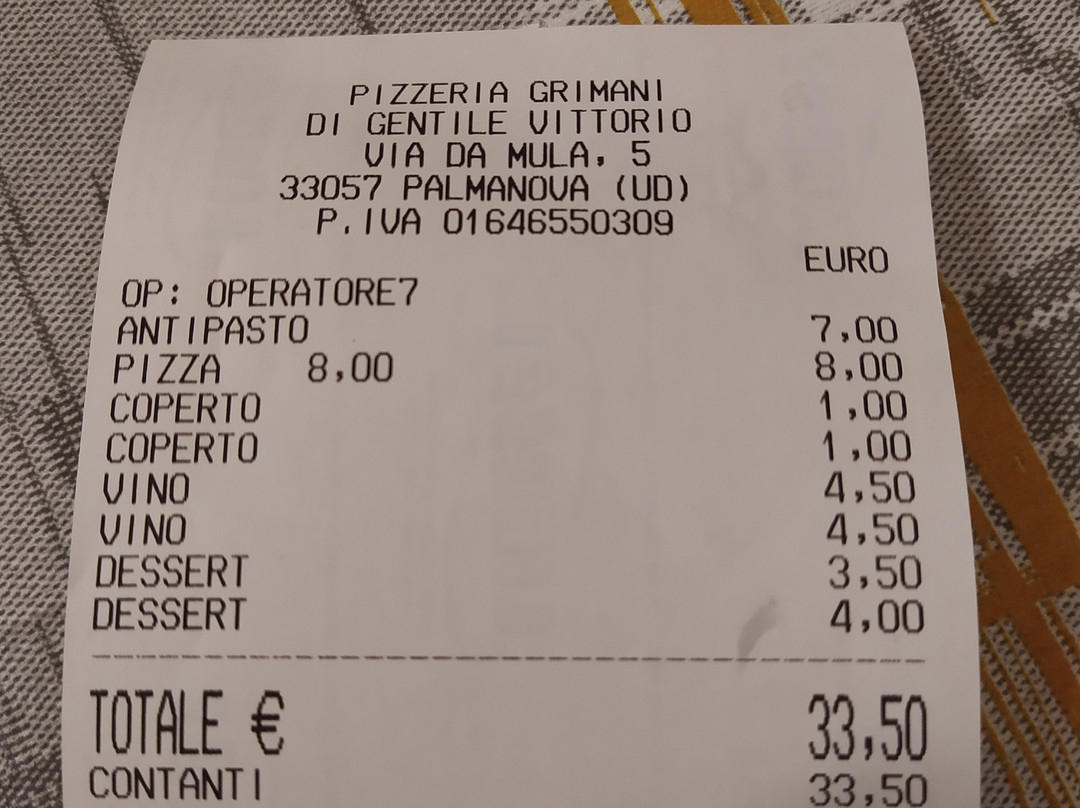 PIZZERIA GRIMANI
DI GENTILE VITTORIO
VIA DA MULA, 5
33057 PALMANOVA (UD)
P.IVA 01646550309
EURO
OP: OPERATORE7
ANTIPASTO 7,00
PIZZA 8,00 8,00
COPERTO 1,00
COPERTO 1,00
VINO 4,50
VINO 4,50
DESSERT 3,50
DESSERT 4,00
TOTALE € 33,50
CONTANTI 33,50